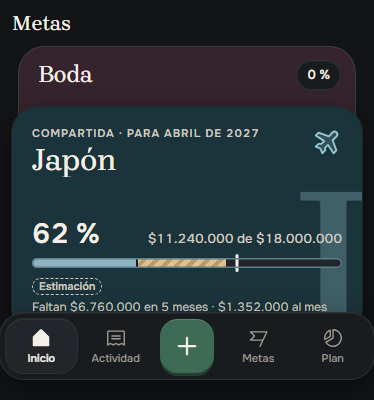 Metas
Boda
0 %
COMPARTIDA · PARA ABRIL DE 2027
Japón
62 %
$11.240.000 de $18.000.000
Estimación
Faltan $6.760.000 en 5 meses · $1.352.000 al mes
Inicio
Actividad
Metas
Plan